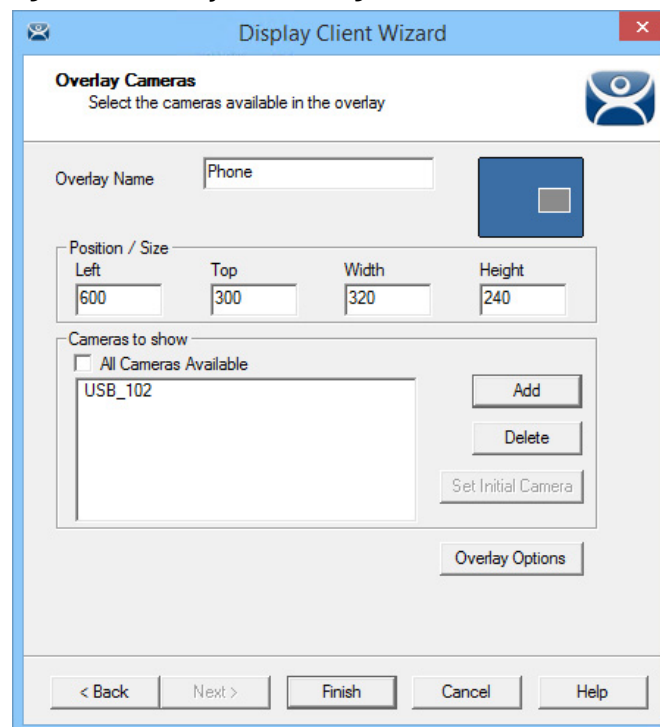 Display Client Wizard
Overlay Cameras
Select the cameras available in the overlay
Overlay Name Phone
Position / Size
Left Top Width Height
600 300 320 240
Cameras to show
All Cameras Available
USB_102
Add
Delete
Set Initial Camera
Overlay Options
< Back Next > Finish Cancel Help